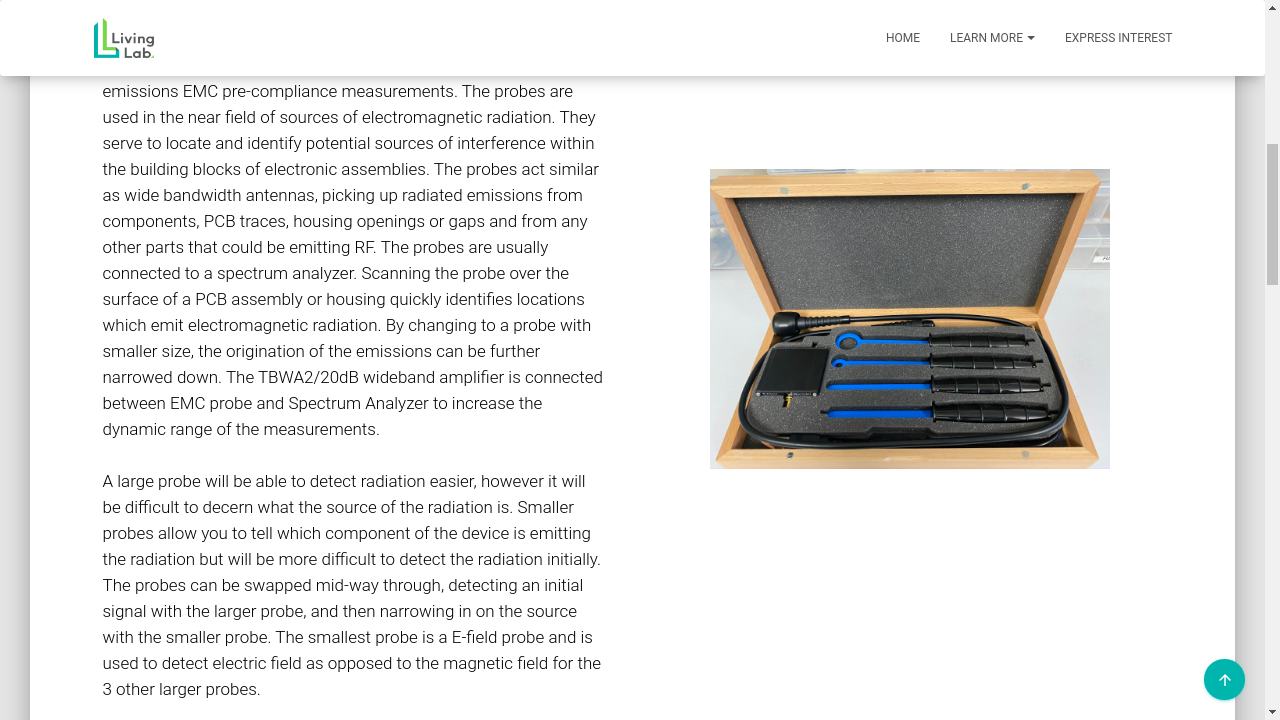 Living
Lab.
HOME
LEARN MORE
EXPRESS INTEREST
emissions EMC pre-compliance measurements. The probes are
used in the near field of sources of electromagnetic radiation. They
serve to locate and identify potential sources of interference within
the building blocks of electronic assemblies. The probes act similar
as wide bandwidth antennas, picking up radiated emissions from
components, PCB traces, housing openings or gaps and from any
other parts that could be emitting RF. The probes are usually
connected to a spectrum analyzer. Scanning the probe over the
surface of a PCB assembly or housing quickly identifies locations
which emit electromagnetic radiation. By changing to a probe with
smaller size, the origination of the emissions can be further
narrowed down. The TBWA2/20dB wideband amplifier is connected
between EMC probe and Spectrum Analyzer to increase the
dynamic range of the measurements.
A large probe will be able to detect radiation easier, however it will
be difficult to decern what the source of the radiation is. Smaller
probes allow you to tell which component of the device is emitting
the radiation but will be more difficult to detect the radiation initially.
The probes can be swapped mid-way through, detecting an initial
signal with the larger probe, and then narrowing in on the source
with the smaller probe. The smallest probe is a E-field probe and is
used to detect electric field as opposed to the magnetic field for the
3 other larger probes.